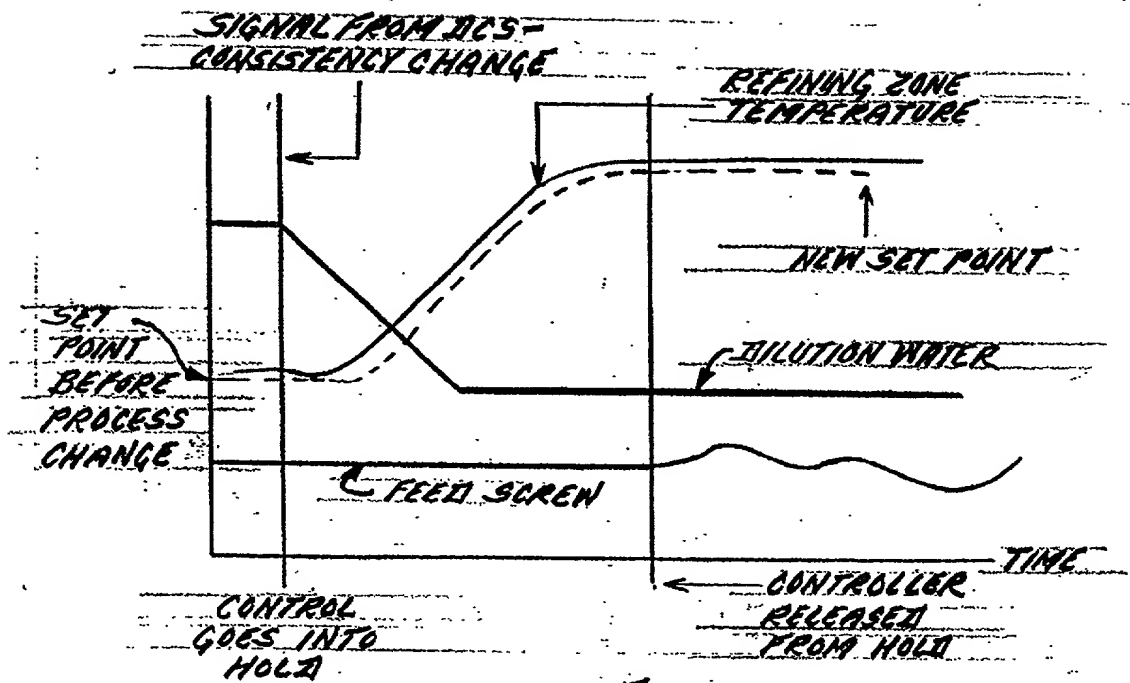 SIGNAL FROM DCS-
CONSISTENCY CHANGE
REFINING ZONE
TEMPERATURE
NEW SET POINT
SET
POINT
BEFORE
PROCESS
CHANGE
DILUTION WATER
FEED SCREW
TIME
CONTROL
GOES INTO
HOLD
CONTROLLER
RELEASED
FROM HOLD